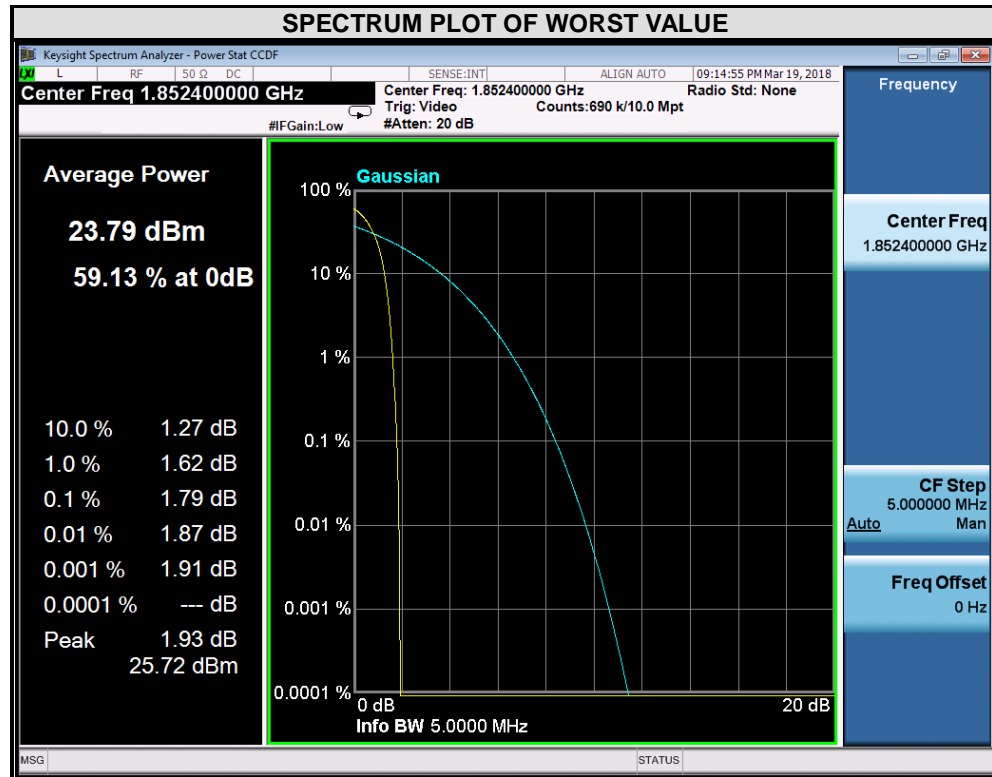 SPECTRUM PLOT OF WORST VALUE
Keysight Spectrum Analyzer - Power Stat CCDF
LXI L RF 50 Ω DC SENSE:INT ALIGN AUTO 09:14:55 PM Mar 19, 2018
Center Freq 1.852400000 GHz
Center Freq: 1.852400000 GHz Radio Std: None
Trig: Video Counts:690 k/10.0 Mpt
#IFGain:Low #Atten: 20 dB
Average Power
23.79 dBm
59.13 % at 0dB
10.0 % 1.27 dB
1.0 % 1.62 dB
0.1 % 1.79 dB
0.01 % 1.87 dB
0.001 % 1.91 dB
0.0001 % --- dB
Peak 1.93 dB
25.72 dBm
Gaussian
100 %
10 %
1 %
0.1 %
0.01 %
0.001 %
0.0001 %
0 dB 20 dB
Info BW 5.0000 MHz
Frequency
Center Freq
1.852400000 GHz
CF Step
5.000000 MHz
Auto Man
Freq Offset
0 Hz
MSG STATUS